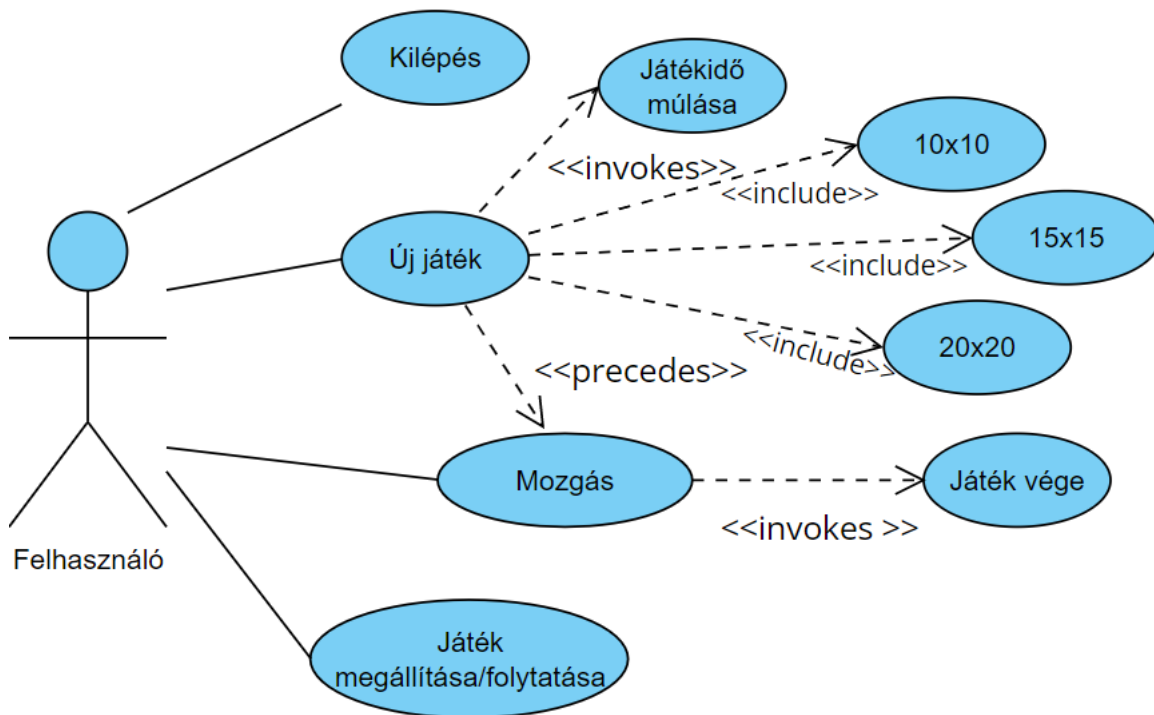 Kilépés
Játékidő
múlása
10x10
<<invokes>>
<<include>>
15x15
Új játék
<<include>>
20x20
<<include>>
<<precedes>>
Mozgás
Játék vége
<<invokes >>
Felhasználó
Játék
megállítása/folytatása